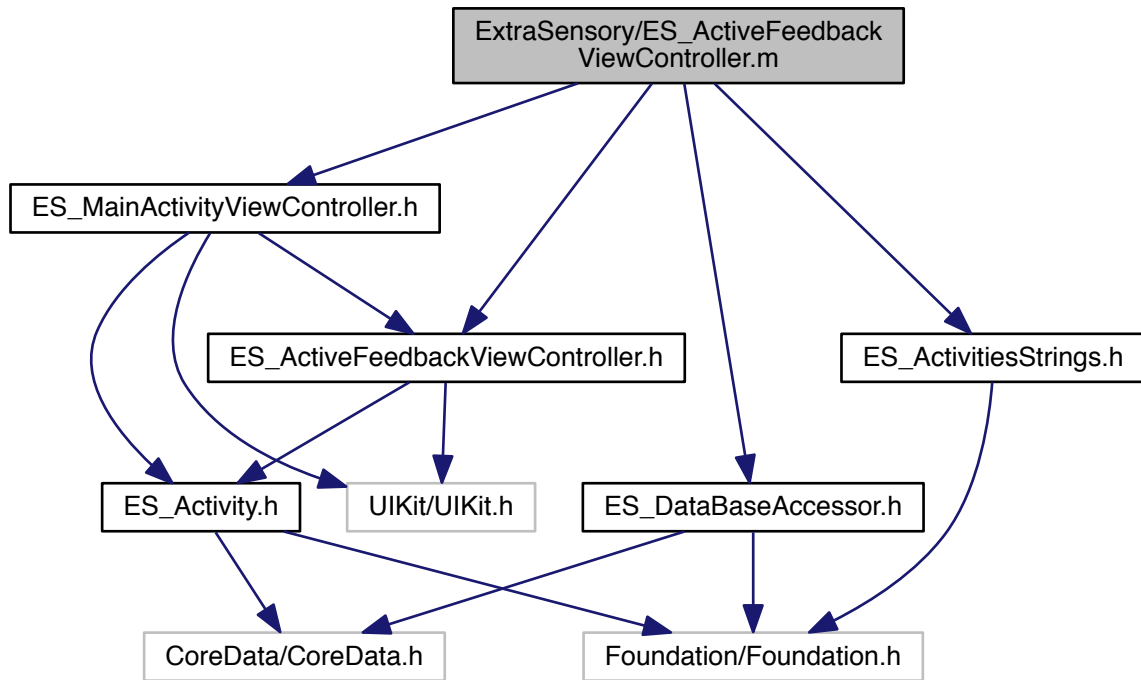 ExtraSensory/ES_ActiveFeedback
ViewController.m
ES_MainActivityViewController.h
ES_ActiveFeedbackViewController.h
ES_ActivitiesStrings.h
ES_Activity.h
UIKit/UIKit.h
ES_DataBaseAccessor.h
CoreData/CoreData.h
Foundation/Foundation.h